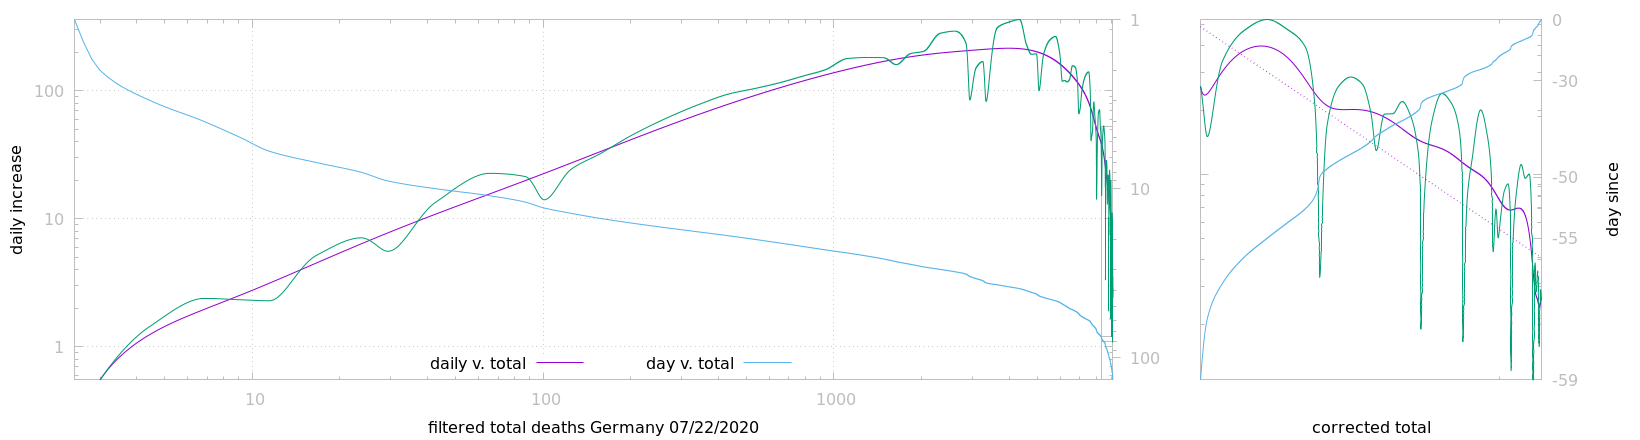 daily increase
100
10
1
10
100
1000
1
10
100
daily v. total
day v. total
filtered total deaths Germany 07/22/2020
0
-30
-50
-55
-59
day since
corrected total